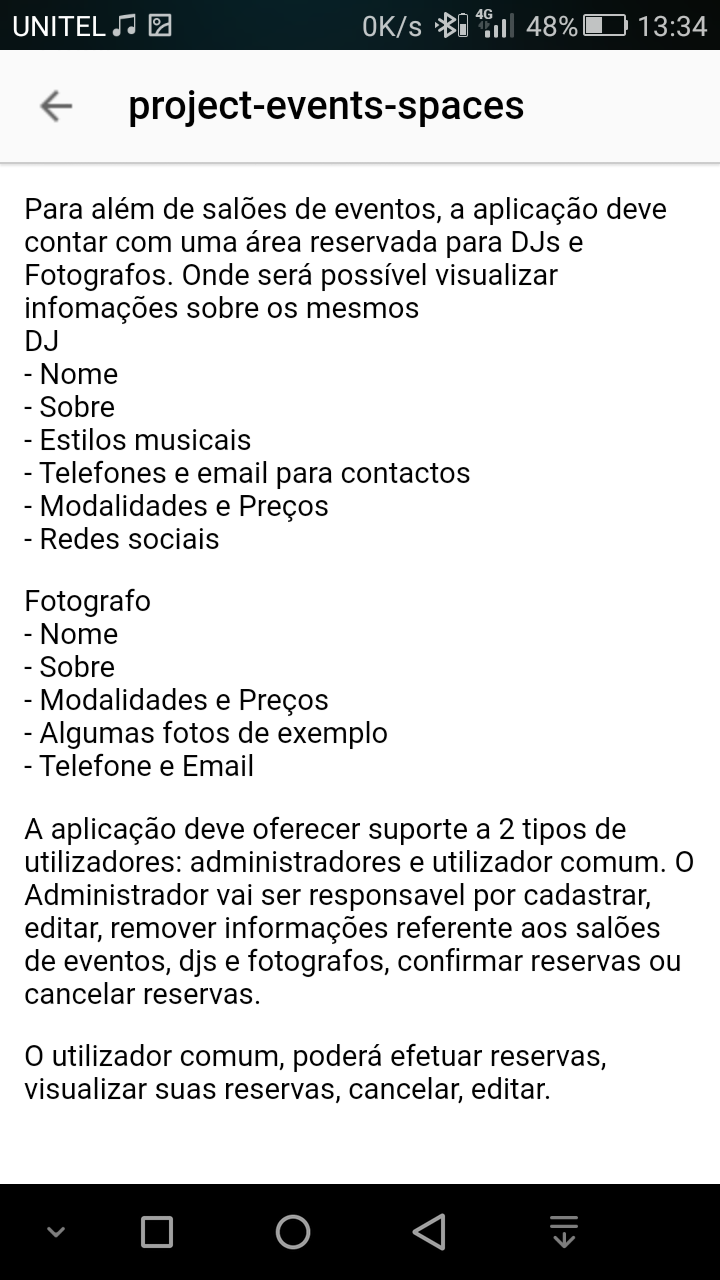 UNITEL 0K/s 4G 48% 13:34
project-events-spaces
Para além de salões de eventos, a aplicação deve
contar com uma área reservada para DJs e
Fotografos. Onde será possível visualizar
infomações sobre os mesmos
DJ
- Nome
- Sobre
- Estilos musicais
- Telefones e email para contactos
- Modalidades e Preços
- Redes sociais
Fotografo
- Nome
- Sobre
- Modalidades e Preços
- Algumas fotos de exemplo
- Telefone e Email
A aplicação deve oferecer suporte a 2 tipos de
utilizadores: administradores e utilizador comum. O
Administrador vai ser responsavel por cadastrar,
editar, remover informações referente aos salões
de eventos, djs e fotografos, confirmar reservas ou
cancelar reservas.
O utilizador comum, poderá efetuar reservas,
visualizar suas reservas, cancelar, editar.